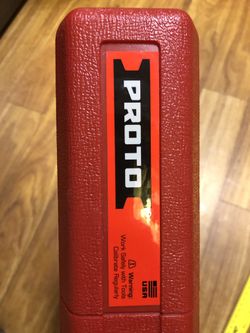 PROTO
⚠ Warning:
Work Safely with Tools
Calibrate Regularly
USA